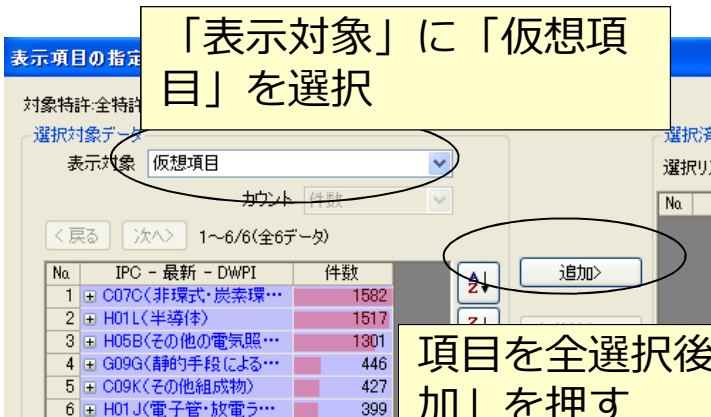 「表示対象」に「仮想項
目」を選択
表示項目の指定
対象特許:全特許
選択対象データ
表示対象 仮想項目
カウント 件数
<戻る 次へ> 1～6/6(全6データ)
No. IPC - 最新 - DWPI 件数
1 C07C(非環式・炭素環… 1582
2 H01L(半導体) 1517
3 H05B(その他の電気照… 1301
4 G09G(静的手段による… 446
5 C09K(その他組成物) 427
6 H01J(電子管・放電ラ… 399
追加>
選択済
選択リ
No.
項目を全選択後
加」を押す